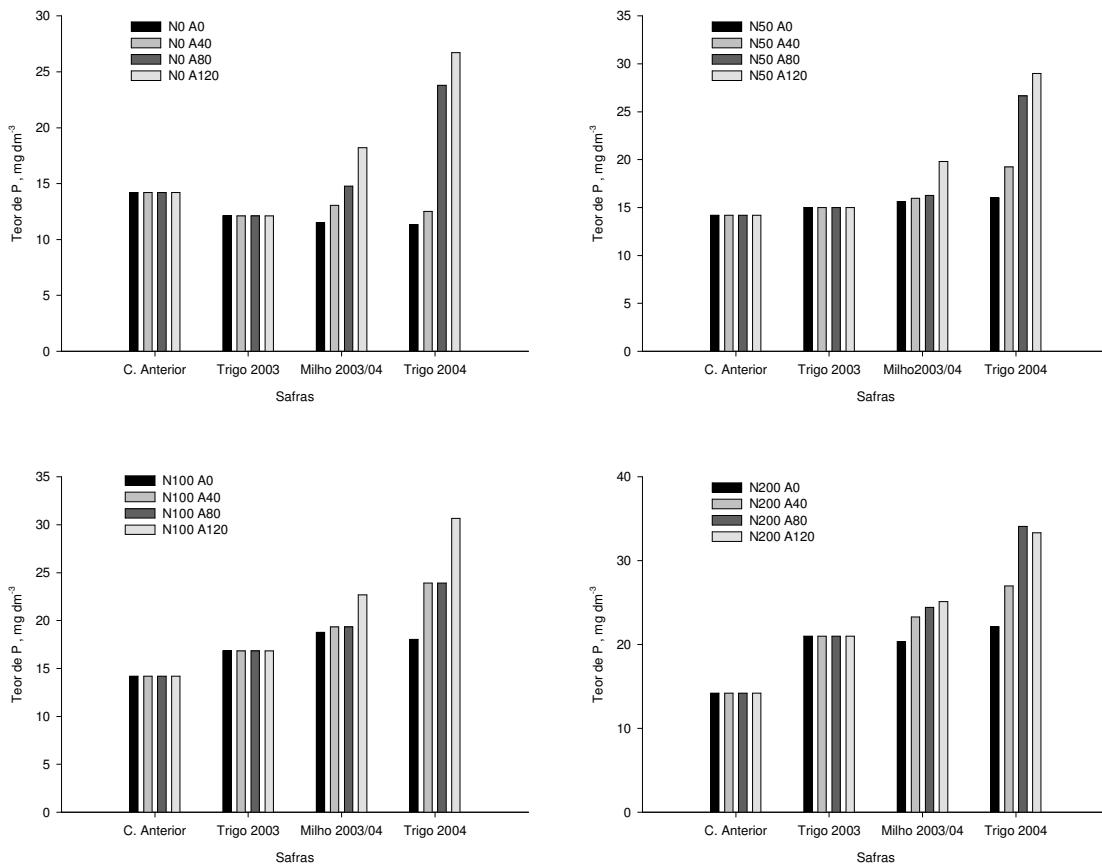 30
25
20
15
10
5
0
Teor de P , mg dm-3
N0 A0
N0 A40
N0 A80
N0 A120
C. Anterior Trigo 2003 Milho 2003/04 Trigo 2004
Safras
35
30
25
20
15
10
5
0
Teor de P , mg dm-3
N50 A0
N50 A40
N50 A80
N50 A120
C. Anterior Trigo 2003 Milho2003/04 Trigo 2004
Safras
35
30
25
20
15
10
5
0
Teor de P , mg dm-3
N100 A0
N100 A40
N100 A80
N100 A120
C. Anterior Trigo 2003 Milho 2003/04 Trigo 2004
Safras
40
30
20
10
0
Teor de P , mg dm-3
N200 A0
N200 A40
N200 A80
N200 A120
C. Anterior Trigo 2003 Milho 2003/04 Trigo 2004
Safras